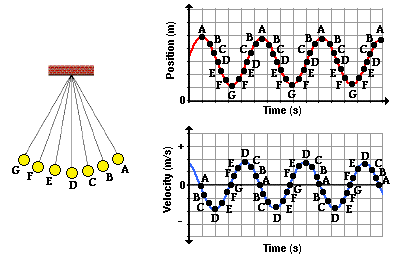 G F E D C B A
Position (m)
A B C D E F G F E D C B A B C D E F G F E D C B A B C D E F G F E D C B A
0
Time (s)
Velocity (m/s)
+
0
-
A B C D E F G F E D C B A B C D E F G F E D C B A B C D E F G F E D C B A
Time (s)